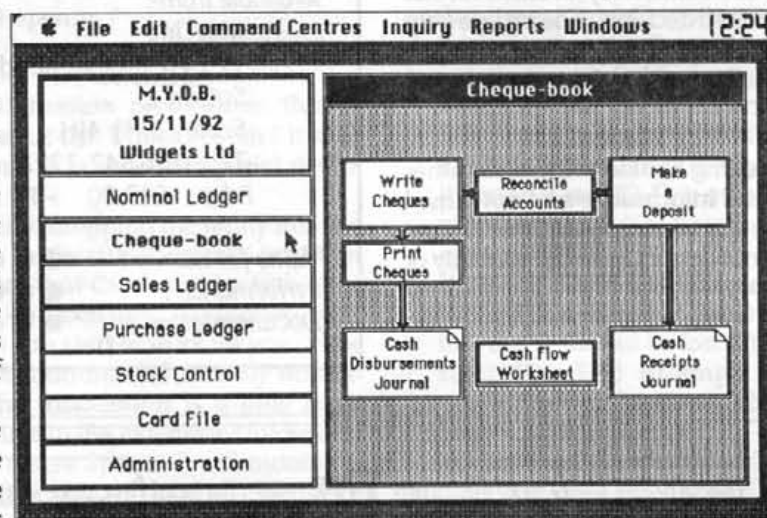 File Edit Command Centres Inquiry Reports Windows 12:24
M.Y.O.B.
15/11/92
Widgets Ltd
Nominal Ledger
Cheque-book
Sales Ledger
Purchase Ledger
Stock Control
Card File
Administration
Cheque-book
Write
Cheques
Reconcile
Accounts
Make
a
Deposit
Print
Cheques
Cash
Disbursements
Journal
Cash Flow
Worksheet
Cash
Receipts
Journal